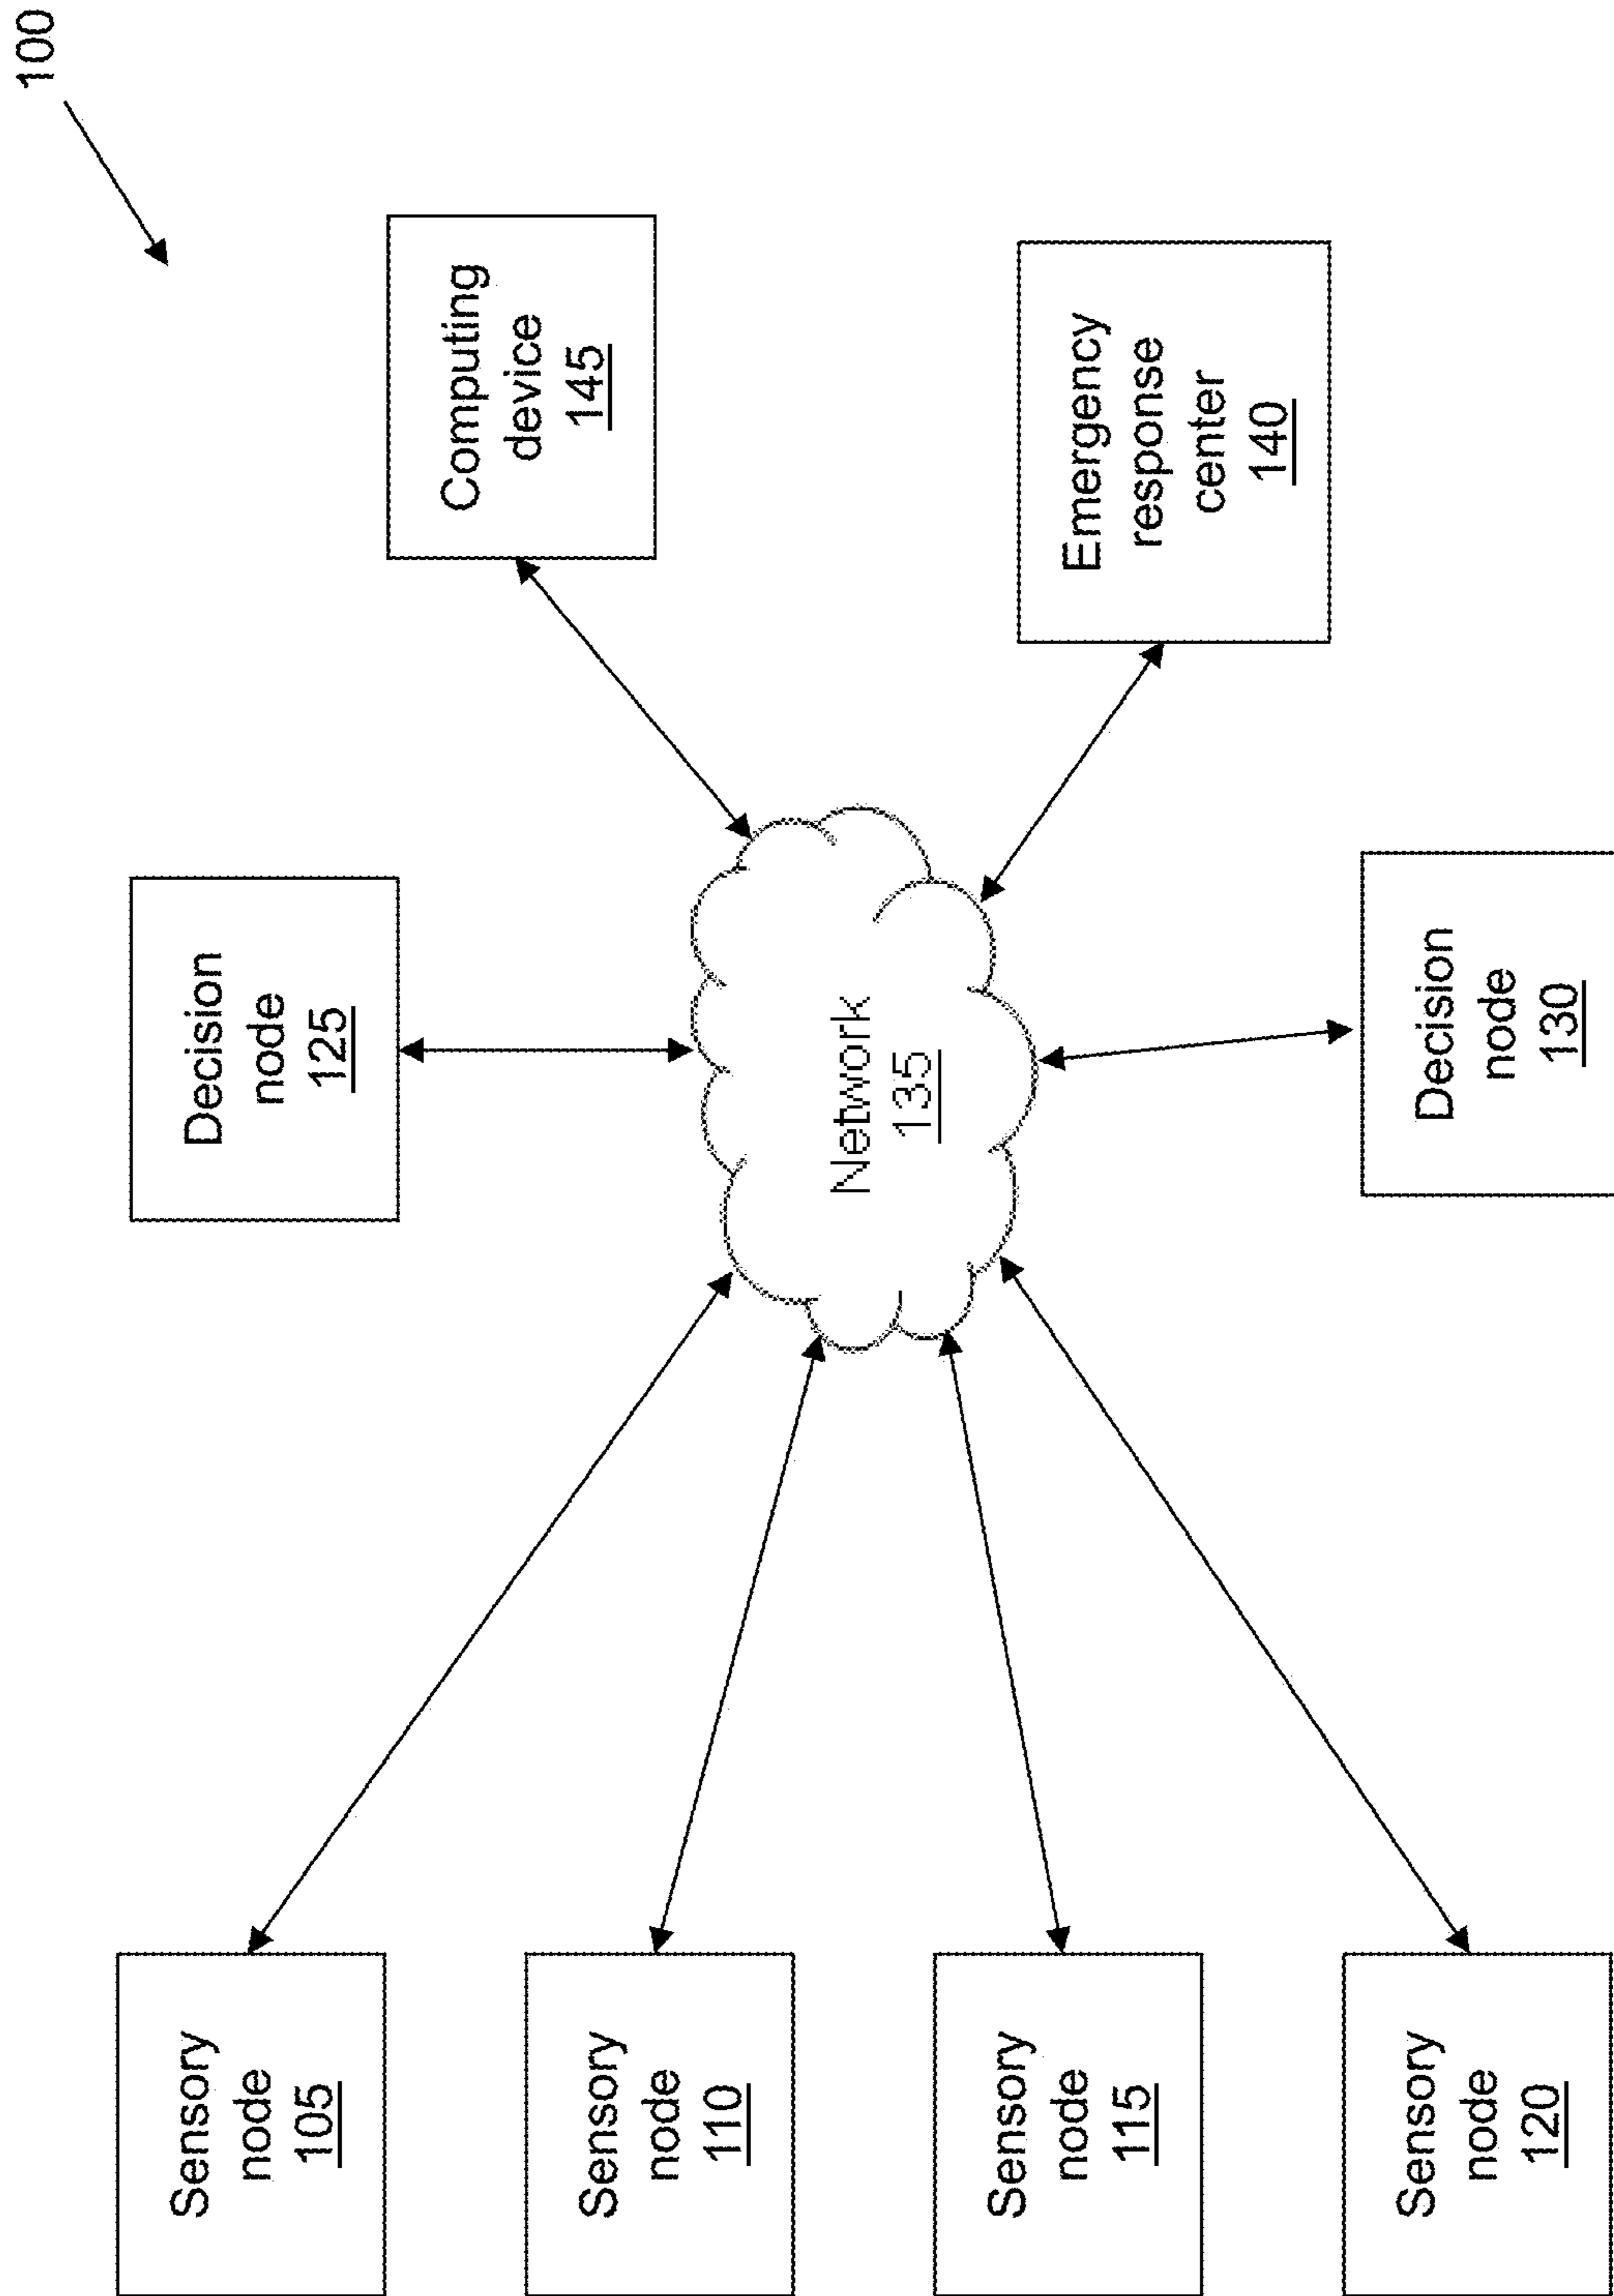 100
Sensory
node
105
Sensory
node
110
Sensory
node
115
Sensory
node
120
Decision
node
125
Network
135
Decision
node
130
Computing
device
145
Emergency
response
center
140